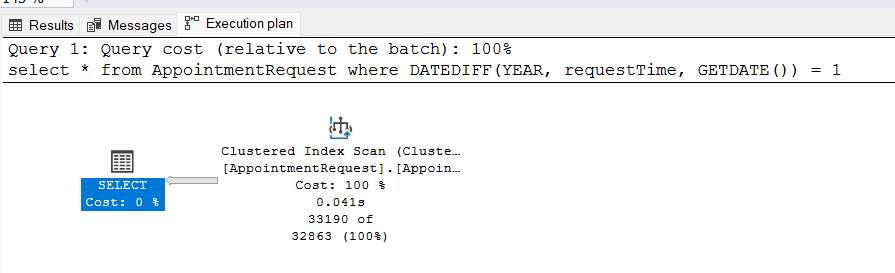 Results Messages Execution plan
Query 1: Query cost (relative to the batch): 100%
select * from AppointmentRequest where DATEDIFF(YEAR, requestTime, GETDATE()) = 1
Clustered Index Scan (Cluste…
[AppointmentRequest].[Appoin…
Cost: 100 %
0.041s
33190 of
32863 (100%)
SELECT
Cost: 0 %